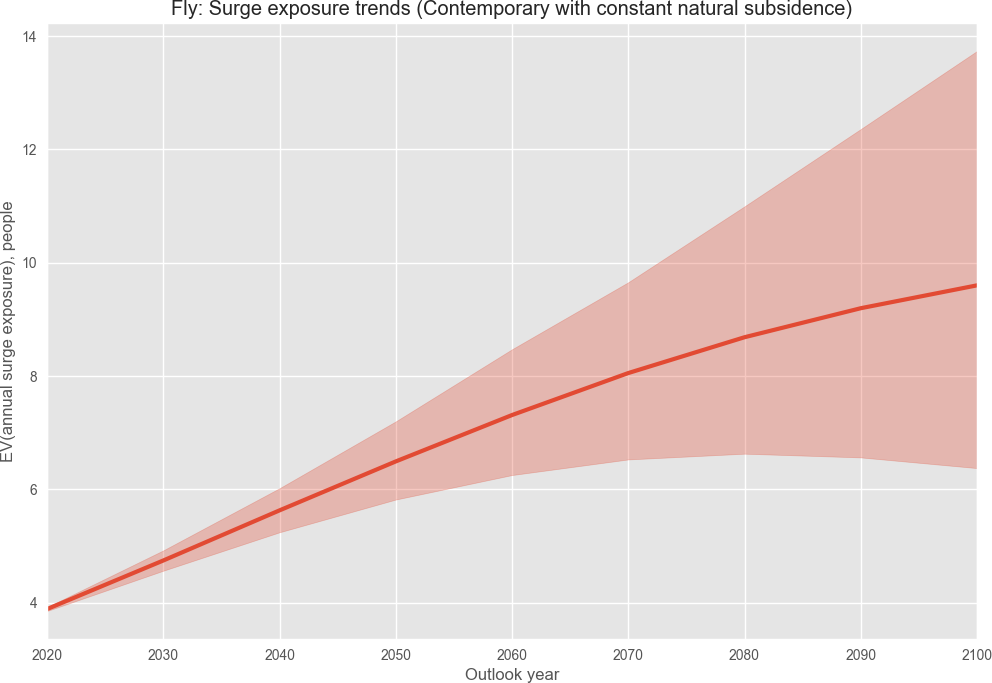 Fly: Surge exposure trends (Contemporary with constant natural subsidence)
EV(annual surge exposure), people
14
12
10
8
6
4
2020 2030 2040 2050 2060 2070 2080 2090 2100
Outlook year